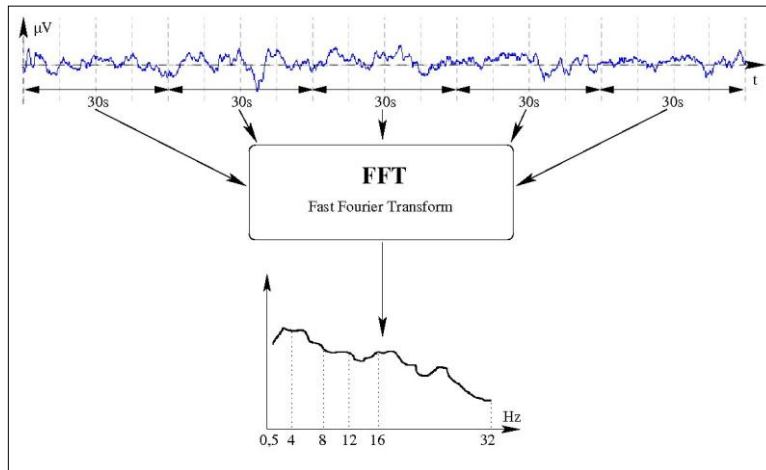 μV
t
30s 30s 30s 30s 30s
FFT
Fast Fourier Transform
Hz
0,5 4 8 12 16 32